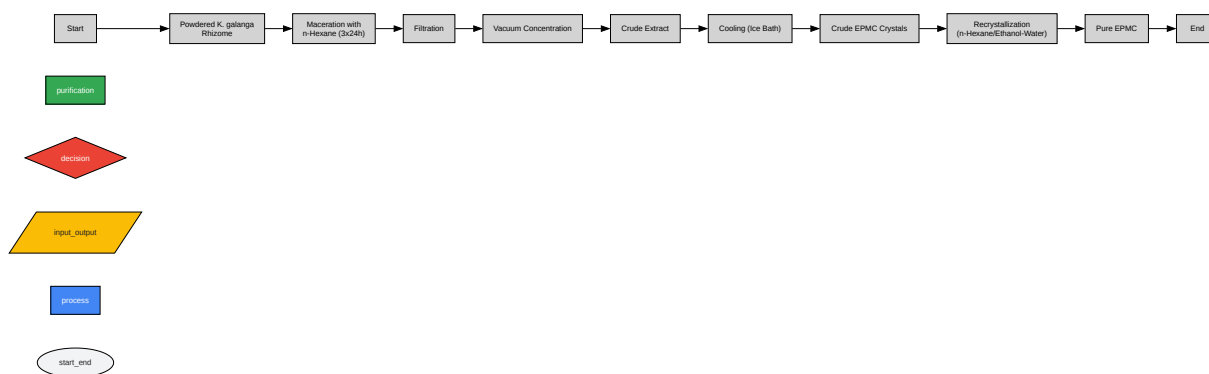 Start
Powdered K. galanga
Rhizome
Maceration with
n-Hexane (3x24h)
Filtration
Vacuum Concentration
Crude Extract
Cooling (Ice Bath)
Crude EPMC Crystals
Recrystallization
(n-Hexane/Ethanol-Water)
Pure EPMC
End
purification
decision
input_output
process
start_end